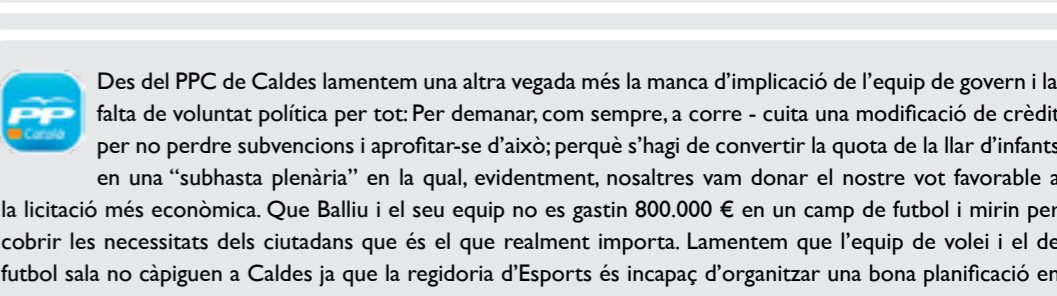 PP
Català
Des del PPC de Caldes lamentem una altra vegada més la manca d’implicació de l’equip de govern i la
falta de voluntat política per tot: Per demanar, com sempre, a corre - cuita una modificació de crèdit
per no perdre subvencions i aprofitar-se d’això; perquè s’hagi de convertir la quota de la llar d’infants
en una “subhasta plenària” en la qual, evidentment, nosaltres vam donar el nostre vot favorable a
la licitació més econòmica. Que Balliu i el seu equip no es gastin 800.000 € en un camp de futbol i mirin per
cobrir les necessitats dels ciutadans que és el que realment importa. Lamentem que l’equip de volei i el de
futbol sala no càpiguen a Caldes ja que la regidoria d’Esports és incapaç d’organitzar una bona planificació en